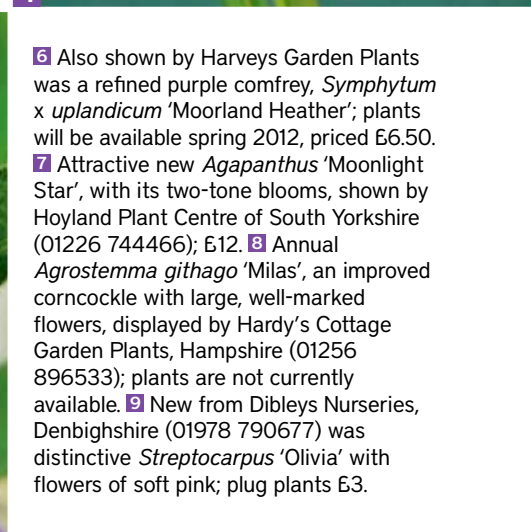 6 Also shown by Harveys Garden Plants
was a refined purple comfrey, Symphytum
x uplandicum ‘Moorland Heather’; plants
will be available spring 2012, priced £6.50.
7 Attractive new Agapanthus ‘Moonlight
Star’, with its two-tone blooms, shown by
Hoyland Plant Centre of South Yorkshire
(01226 744466); £12. 8 Annual
Agrostemma githago ‘Milas’, an improved
corncockle with large, well-marked
flowers, displayed by Hardy’s Cottage
Garden Plants, Hampshire (01256
896533); plants are not currently
available. 9 New from Dibleys Nurseries,
Denbighshire (01978 790677) was
distinctive Streptocarpus ‘Olivia’ with
flowers of soft pink; plug plants £3.